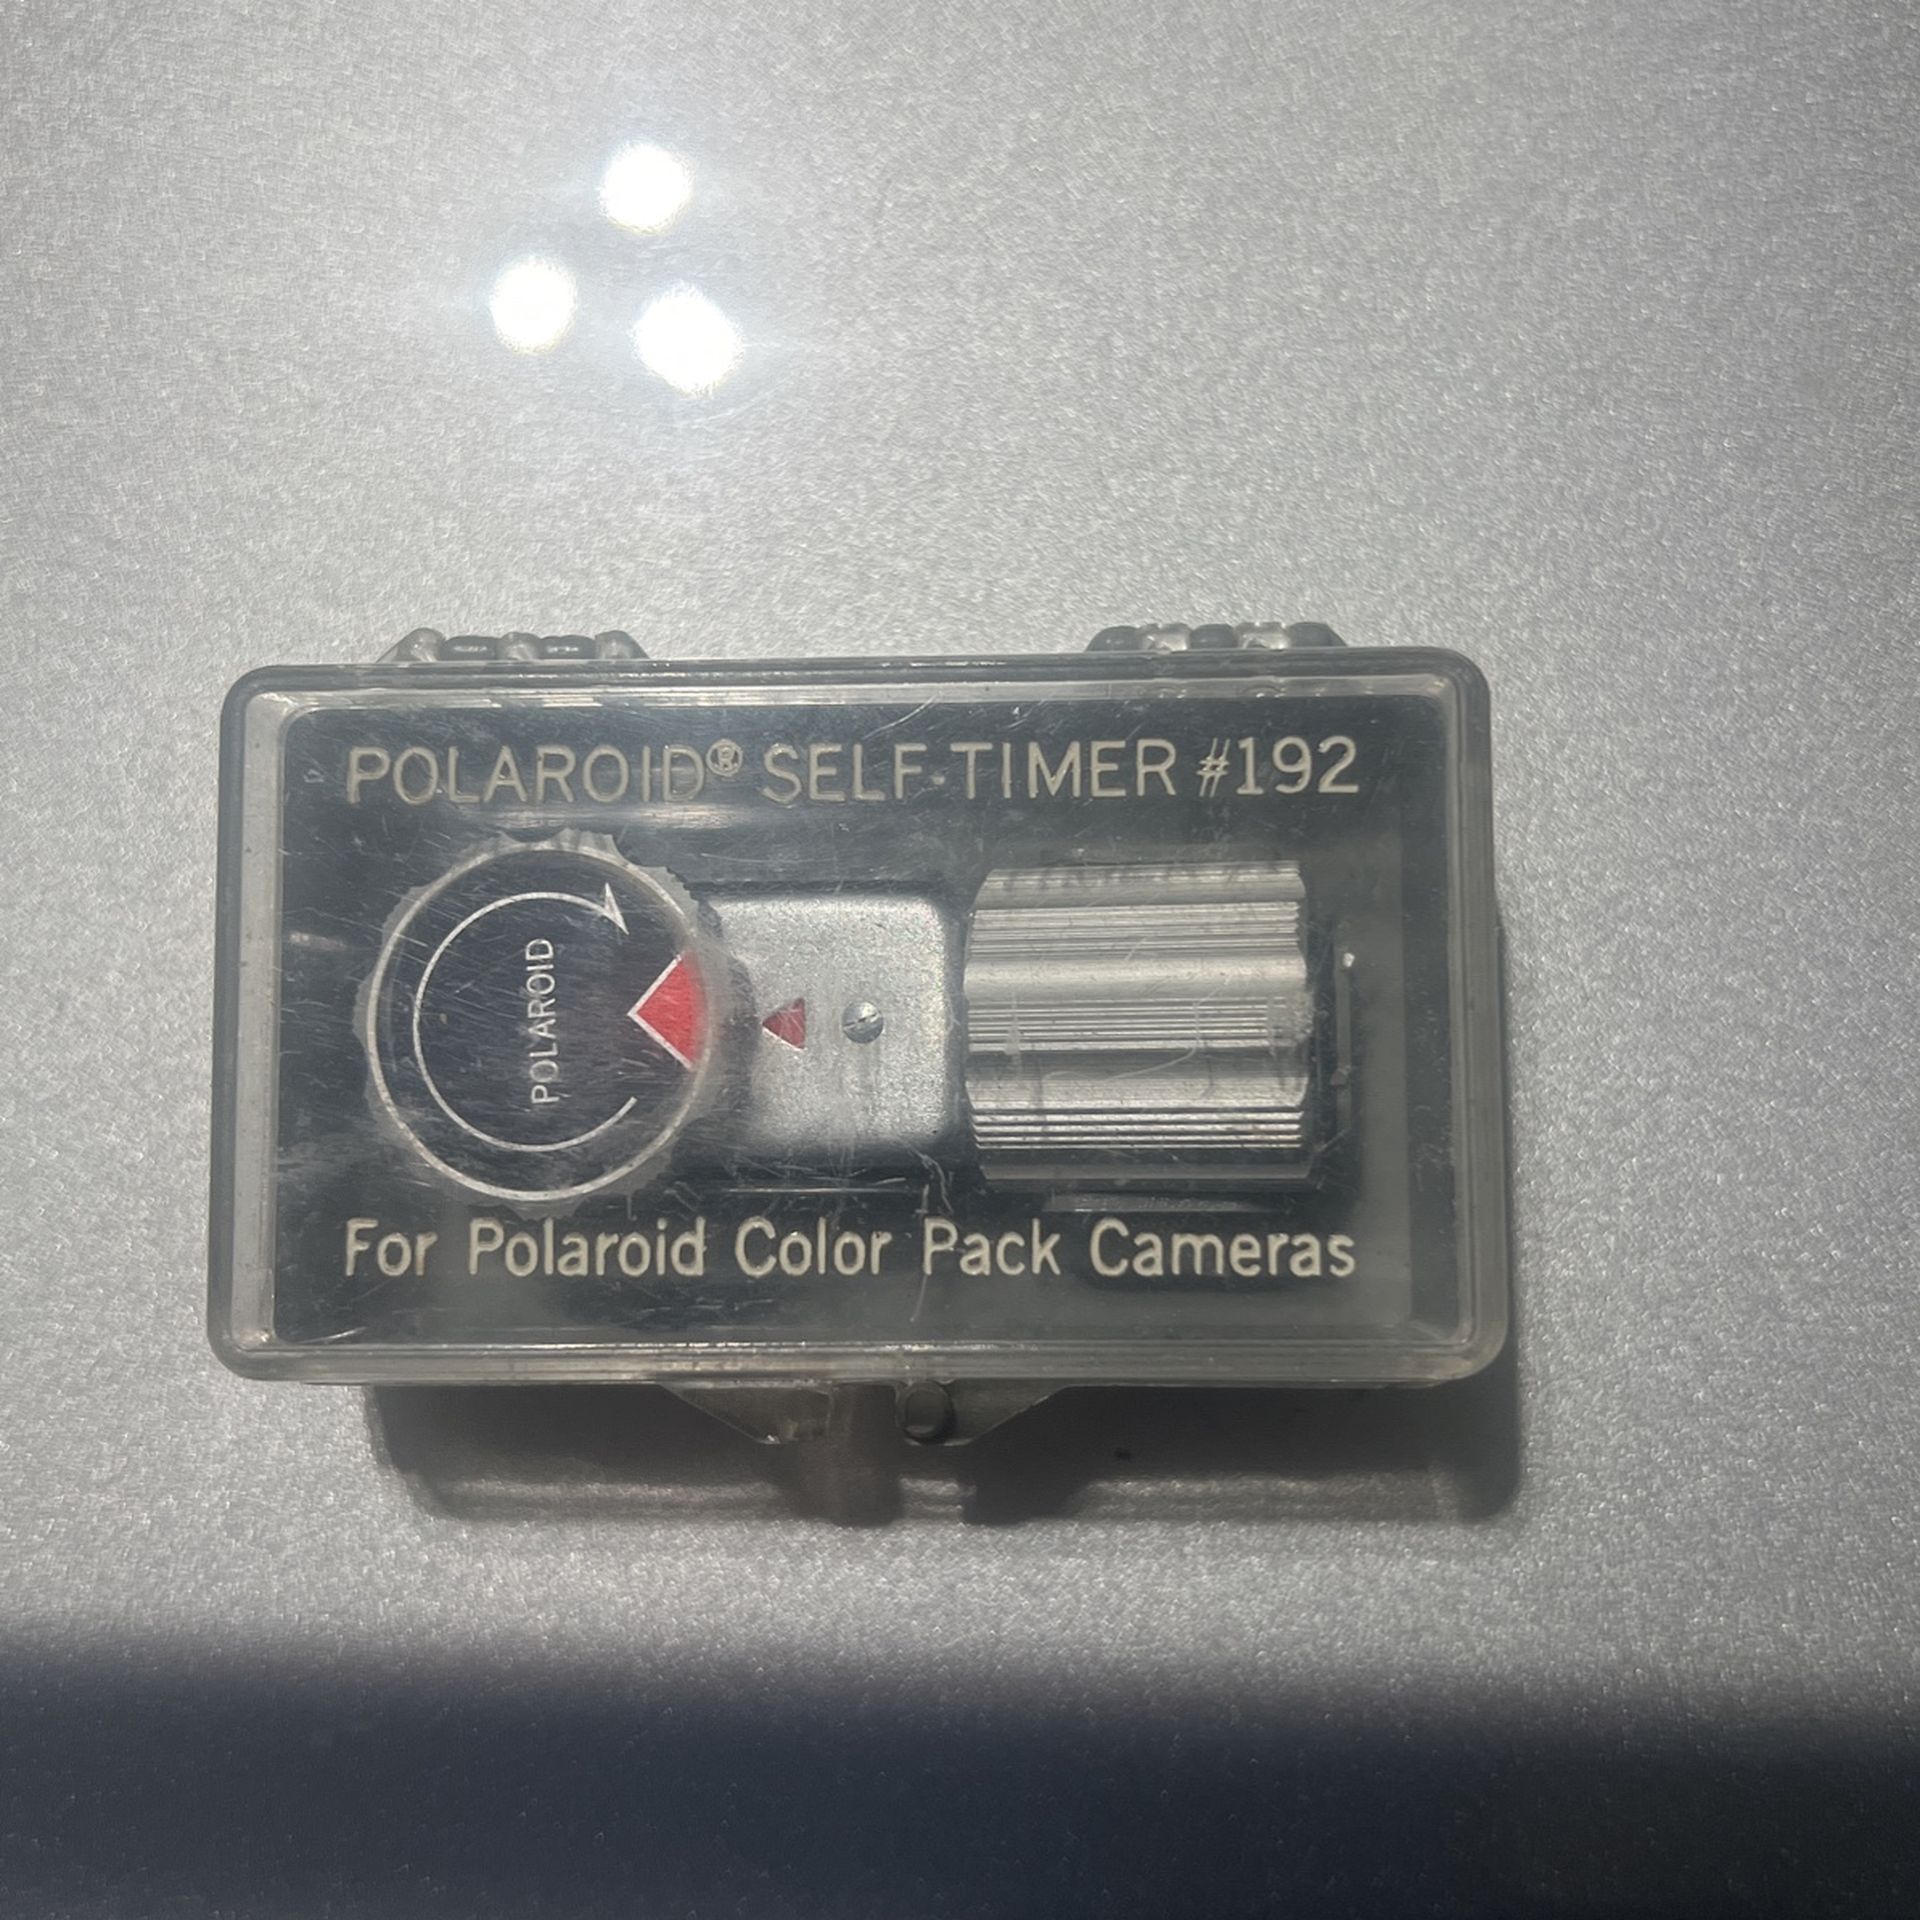 POLAROID® SELF-TIMER #192
POLAROID
For Polaroid Color Pack Cameras